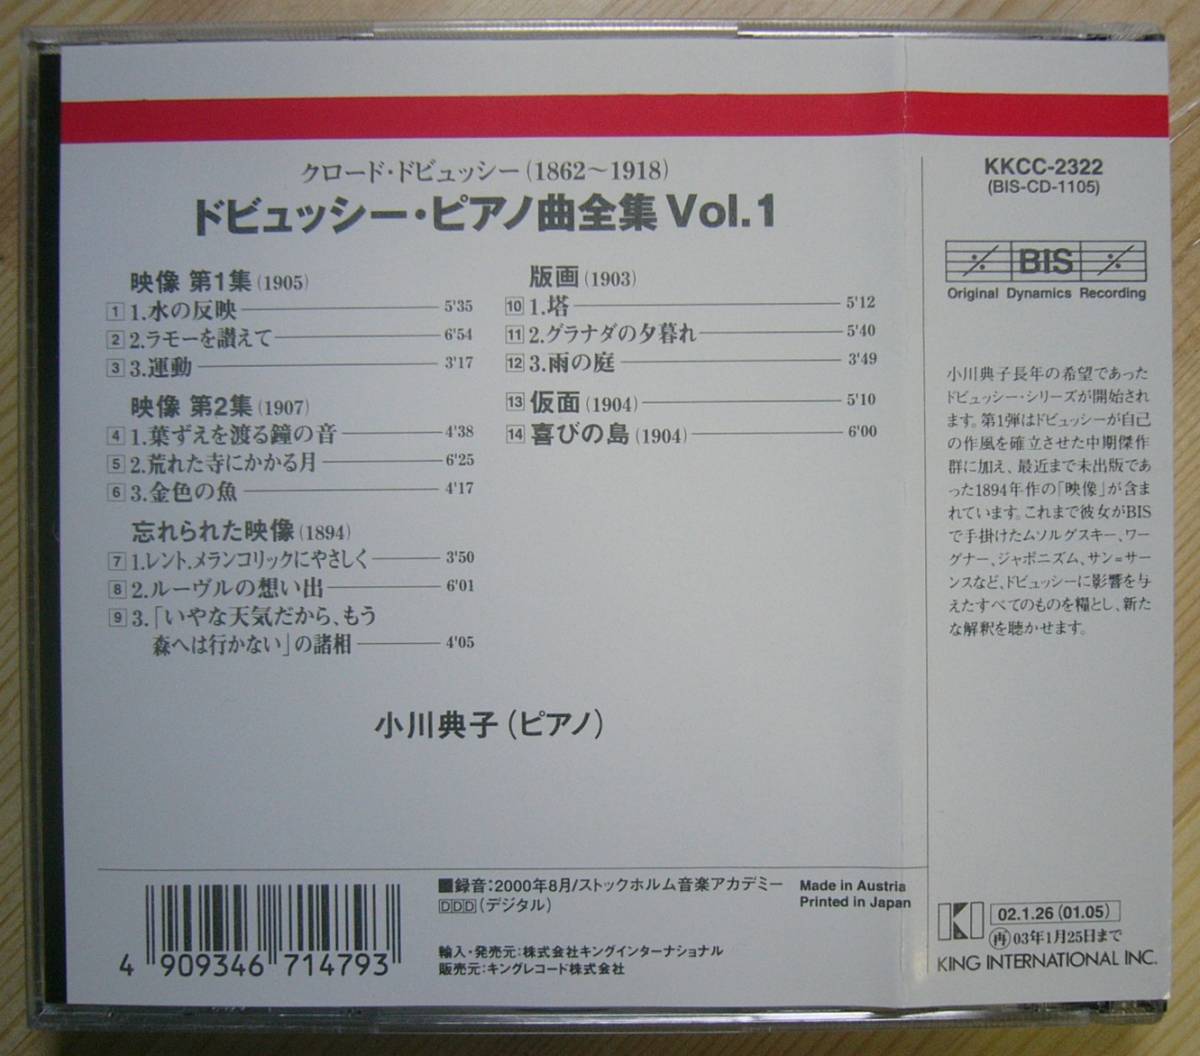 クロード・ドビュッシー(1862～1918)
ドビュッシー・ピアノ曲全集 Vol.1
映像 第1集(1905)
1 1.水の反映 5'35
2 2.ラモーを讃えて 6'54
3 3.運動 3'17
映像 第2集(1907)
4 1.葉ずえを渡る鐘の音 4'38
5 2.荒れた寺にかかる月 6'25
6 3.金色の魚 4'17
忘れられた映像(1894)
7 1.レント.メランコリックにやさしく 3'50
8 2.ルーヴルの想い出 6'01
9 3.「いやな天気だから、もう
森へは行かない」の諸相 4'05
版画(1903)
10 1.塔 5'12
11 2.グラナダの夕暮れ 5'40
12 3.雨の庭 3'49
13 仮面(1904) 5'10
14 喜びの島(1904) 6'00
小川典子(ピアノ)
4 909346 714793
■録音:2000年8月/ストックホルム音楽アカデミー
DDD(デジタル)
輸入・発売元:株式会社キングインターナショナル
販売元:キングレコード株式会社
Made in Austria
Printed in Japan
KKCC-2322
(BIS-CD-1105)
BIS
Original Dynamics Recording
小川典子長年の希望であった
ドビュッシー・シリーズが開始され
ます。第1弾はドビュッシーが自己
の作風を確立させた中期傑作
群に加え、最近まで未出版であ
った1894年作の「映像」が含ま
れています。これまで彼女がBIS
で手掛けたムソルグスキー、ワー
グナー、ジャポニズム、サン=サー
ンスなど、ドビュッシーに影響を与
えたすべてのものを糧とし、新た
な解釈を聴かせます。
02.1.26(01.05)
再03年1月25日まで
KING INTERNATIONAL INC.